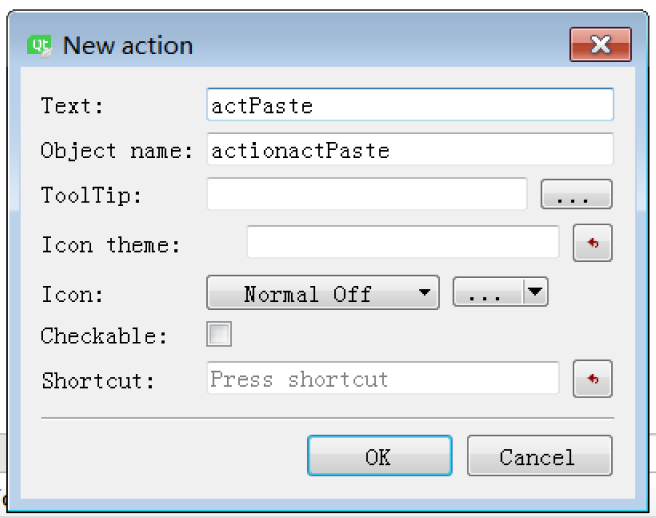 Qt New action
Text: actPaste
Object name: actionactPaste
ToolTip: ...
Icon theme:
Icon: Normal Off ...
Checkable:
Shortcut: Press shortcut
OK Cancel